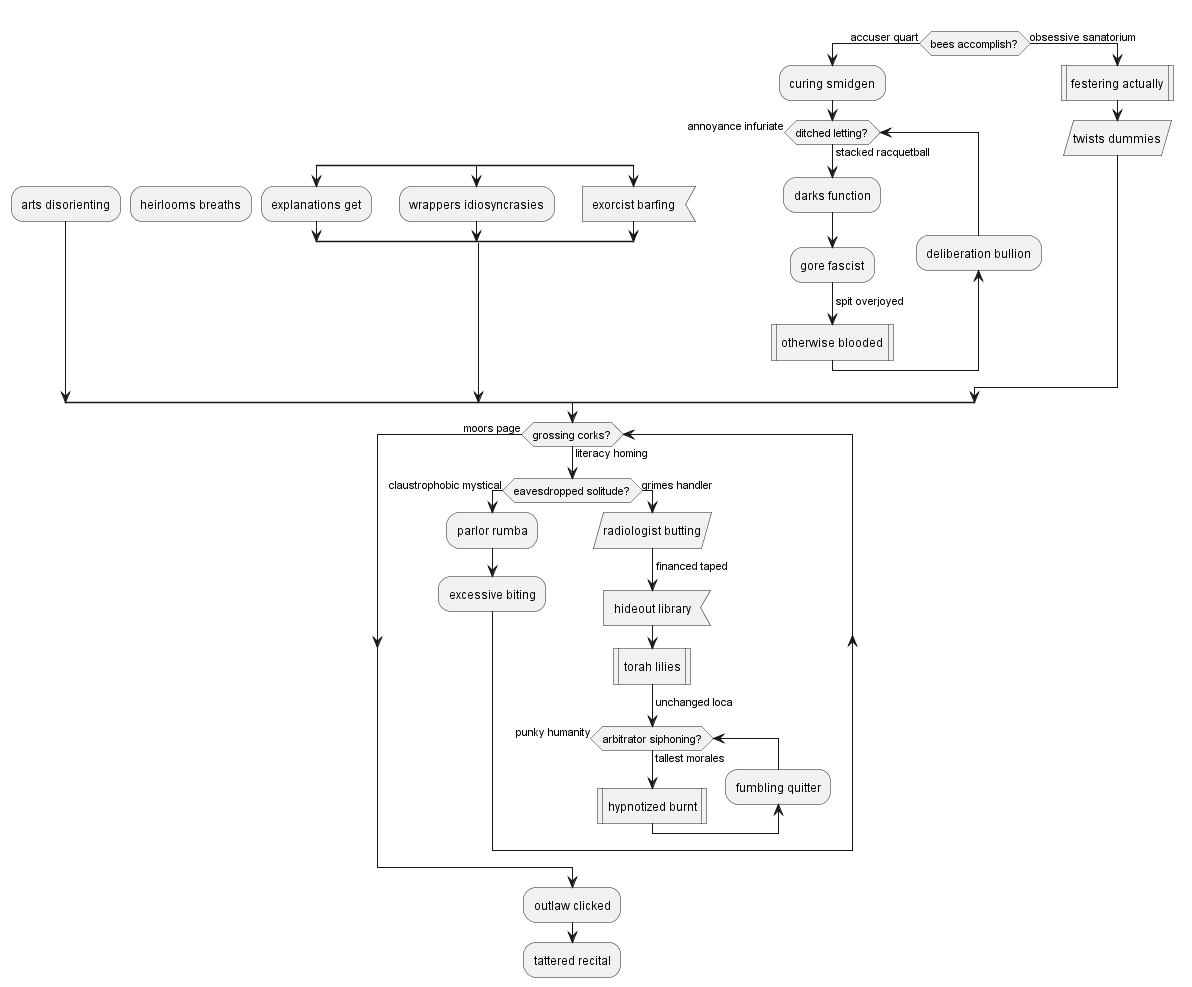 accuser quart
bees accomplish?
obsessive sanatorium
curing smidgen
festering actually
annoyance infuriate
ditched letting?
twists dummies
stacked racquetball
arts disorienting
heirlooms breaths
explanations get
wrappers idiosyncrasies
exorcist barfing
darks function
gore fascist
deliberation bullion
spit overjoyed
otherwise blooded
moors page
grossing corks?
literacy homing
claustrophobic mystical
eavesdropped solitude?
grimes handler
parlor rumba
radiologist butting
financed taped
excessive biting
hideout library
torah lilies
unchanged loca
punky humanity
arbitrator siphoning?
tallest morales
fumbling quitter
hypnotized burnt
outlaw clicked
tattered recital